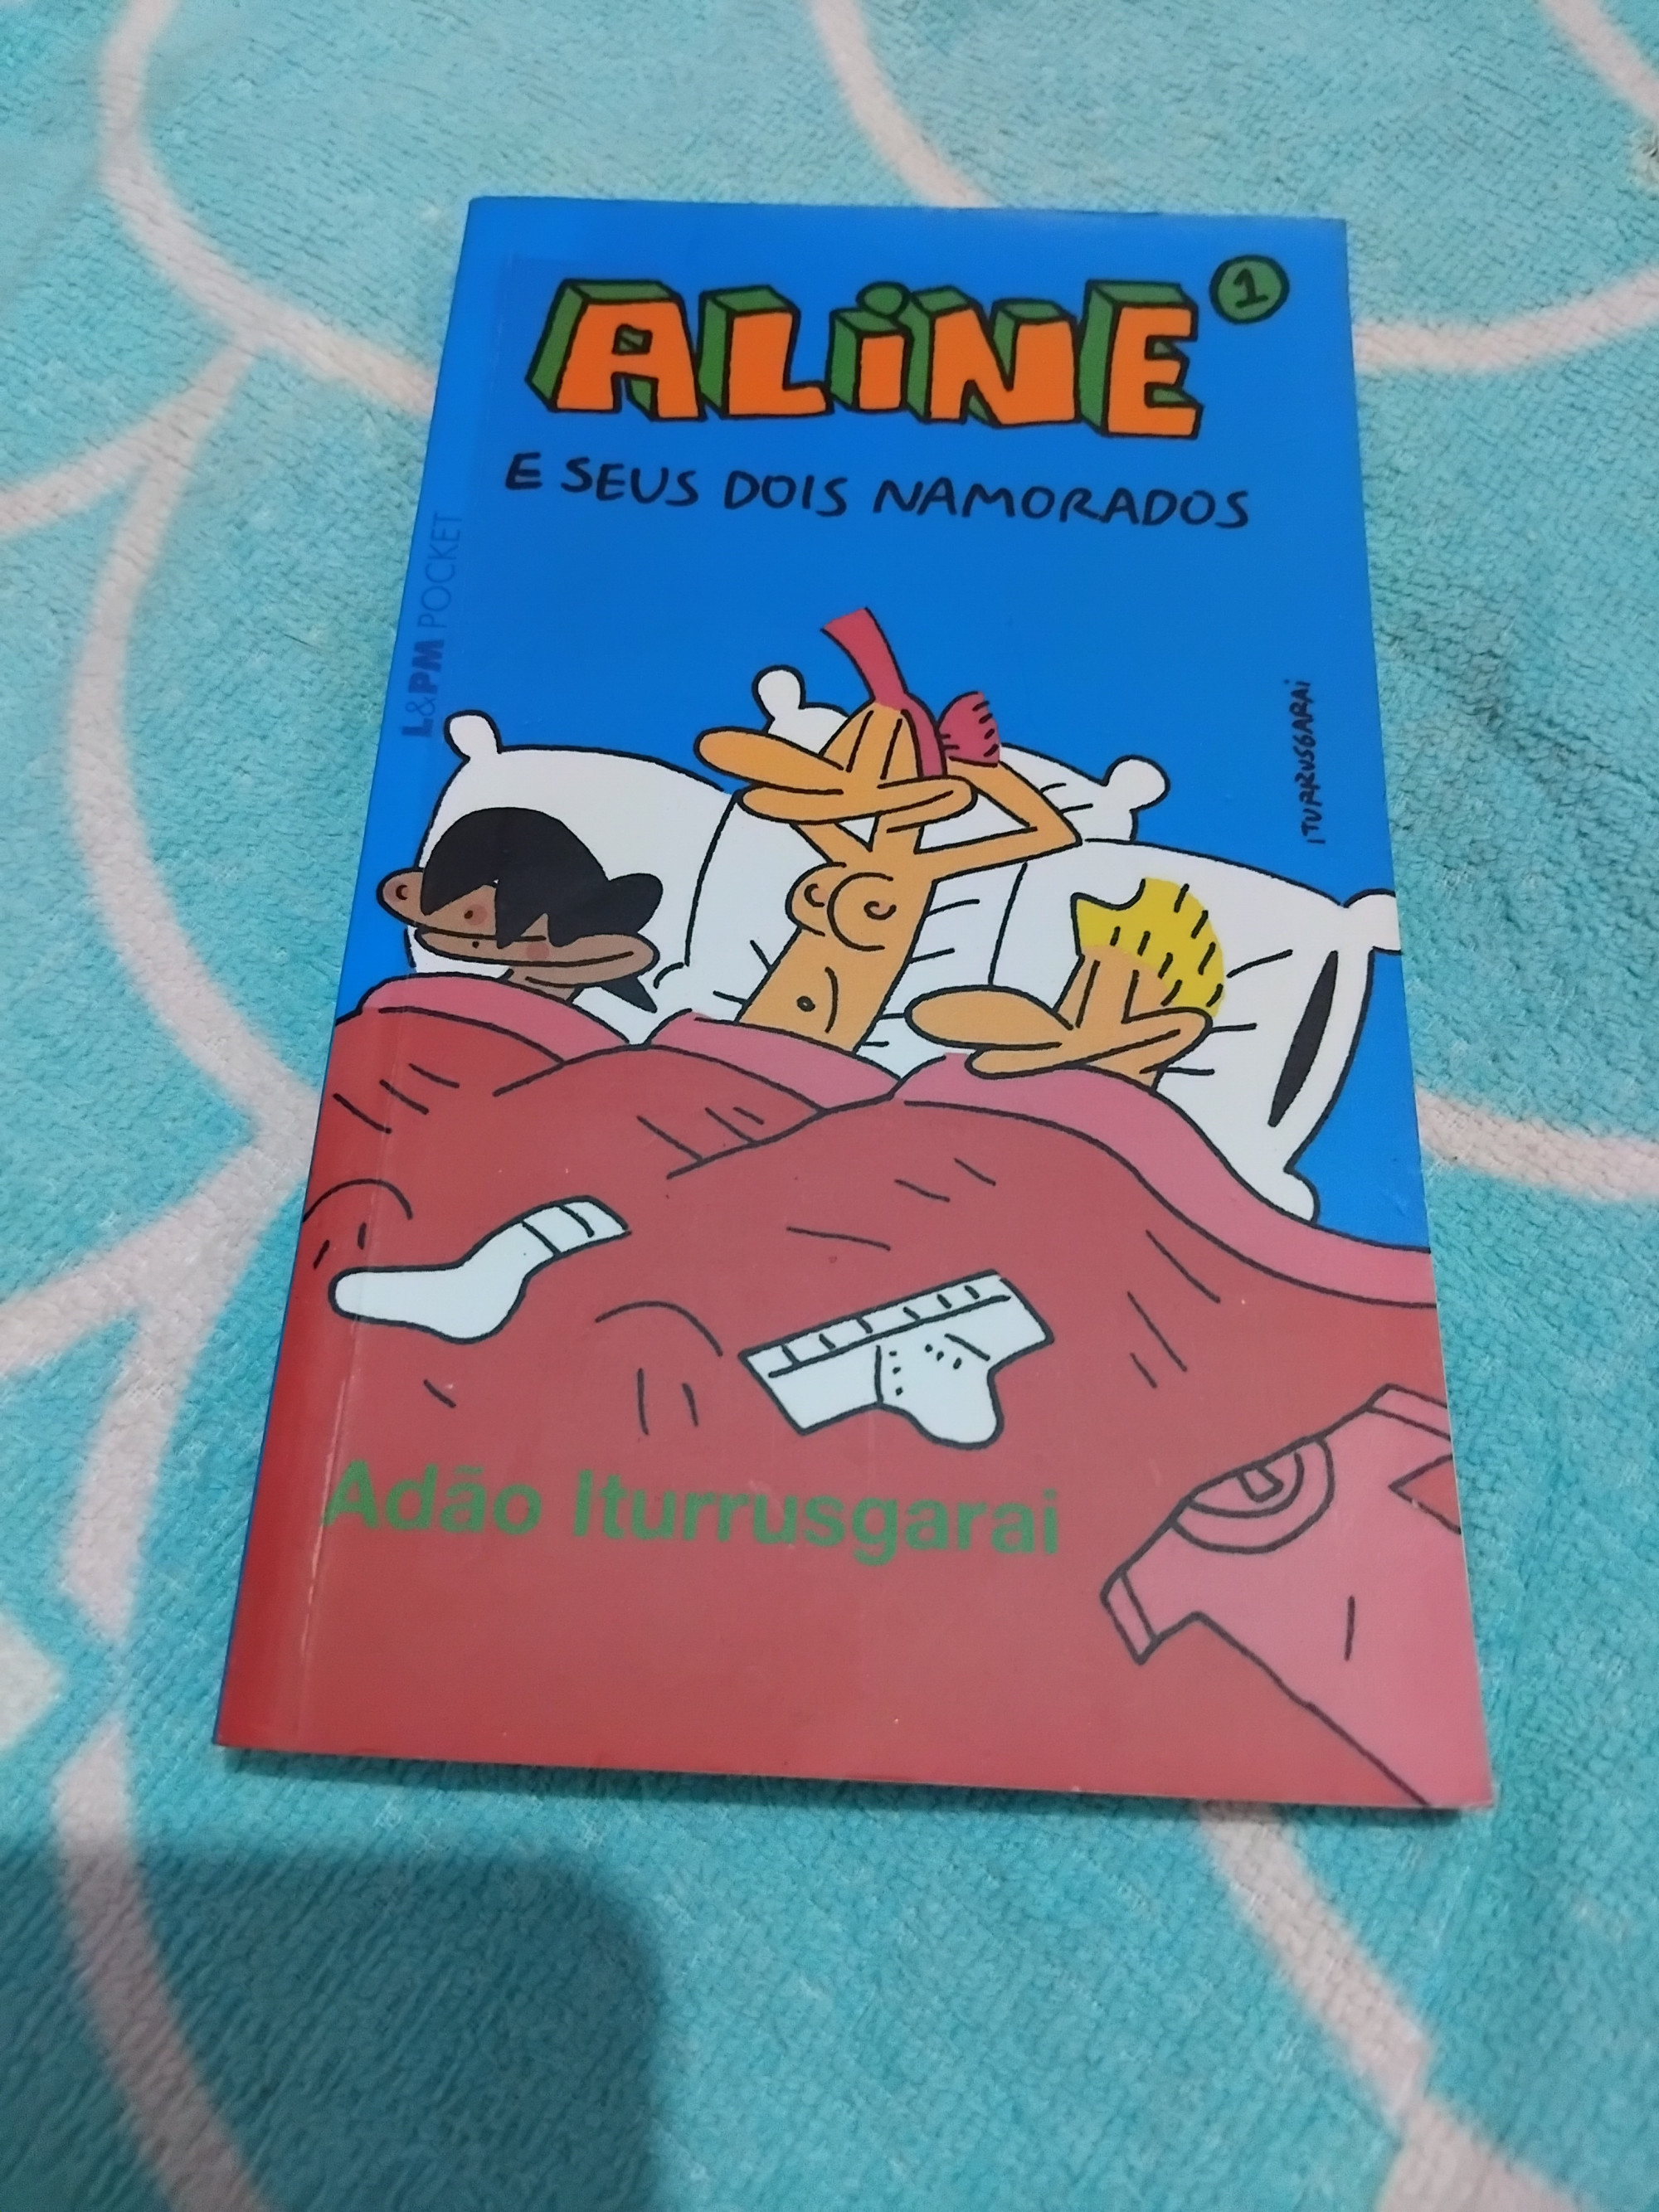 ALiNE 1
E SEUS DOIS NAMORADOS
L&PM POCKET
ITURRUSGARAi
Adão Iturrusgarai